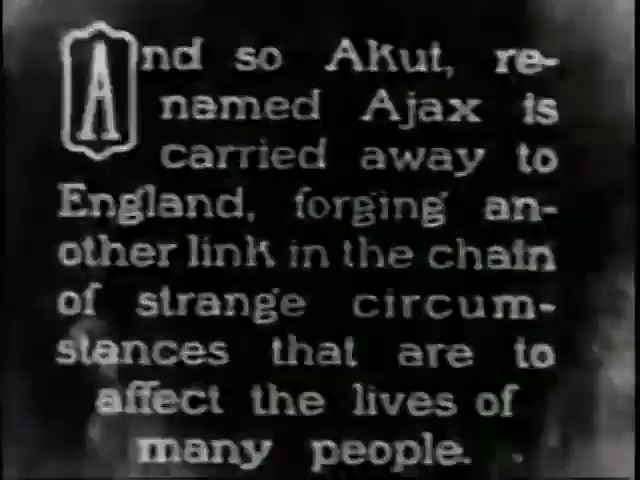 And so Akut, re-
named Ajax is
carried away to
England, forging an-
other link in the chain
of strange circum-
stances that are to
affect the lives of
many people.